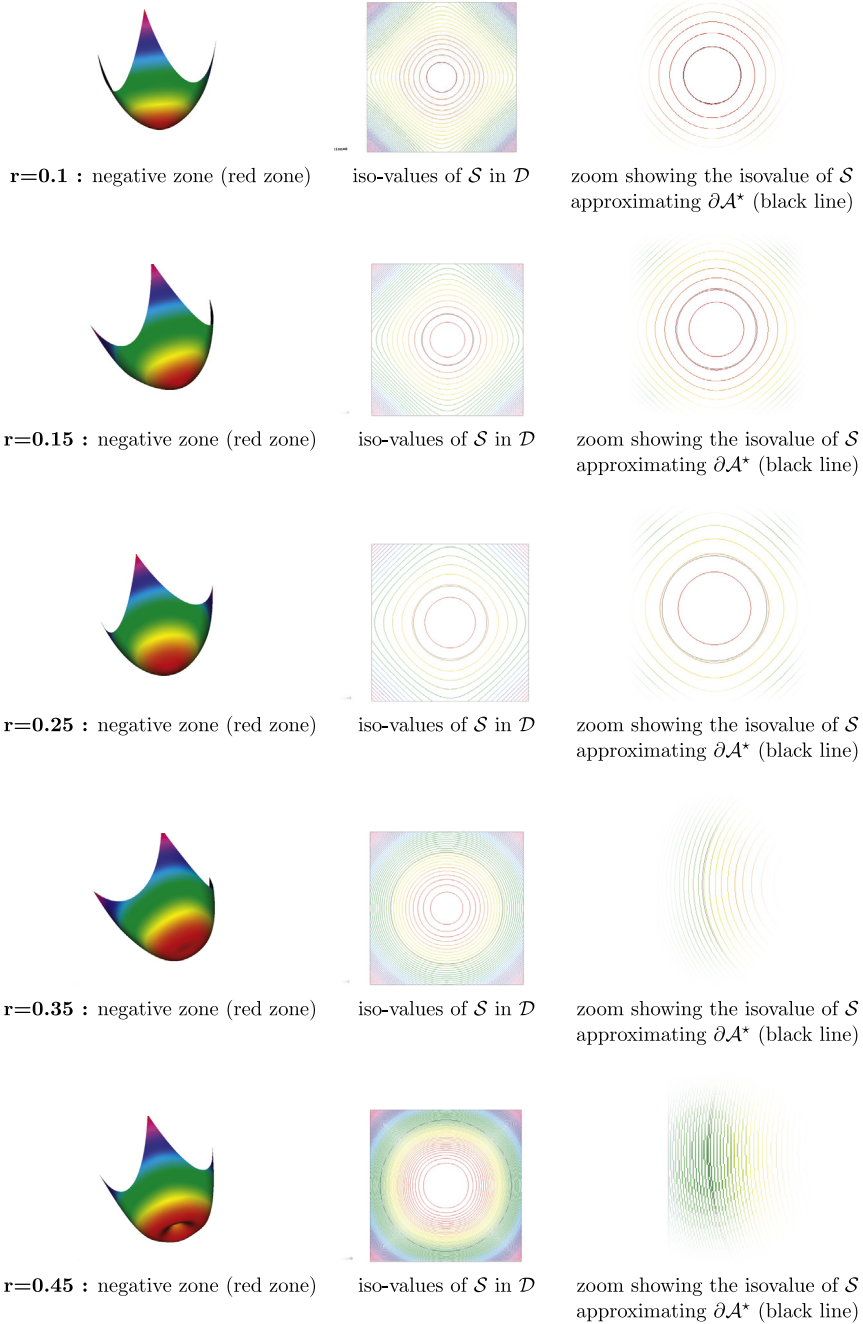 r=0.1 : negative zone (red zone)
iso-values of 𝒮 in 𝒟
zoom showing the isovalue of 𝒮
approximating ∂𝒜⋆ (black line)
r=0.15 : negative zone (red zone)
iso-values of 𝒮 in 𝒟
zoom showing the isovalue of 𝒮
approximating ∂𝒜⋆ (black line)
r=0.25 : negative zone (red zone)
iso-values of 𝒮 in 𝒟
zoom showing the isovalue of 𝒮
approximating ∂𝒜⋆ (black line)
r=0.35 : negative zone (red zone)
iso-values of 𝒮 in 𝒟
zoom showing the isovalue of 𝒮
approximating ∂𝒜⋆ (black line)
r=0.45 : negative zone (red zone)
iso-values of 𝒮 in 𝒟
zoom showing the isovalue of 𝒮
approximating ∂𝒜⋆ (black line)